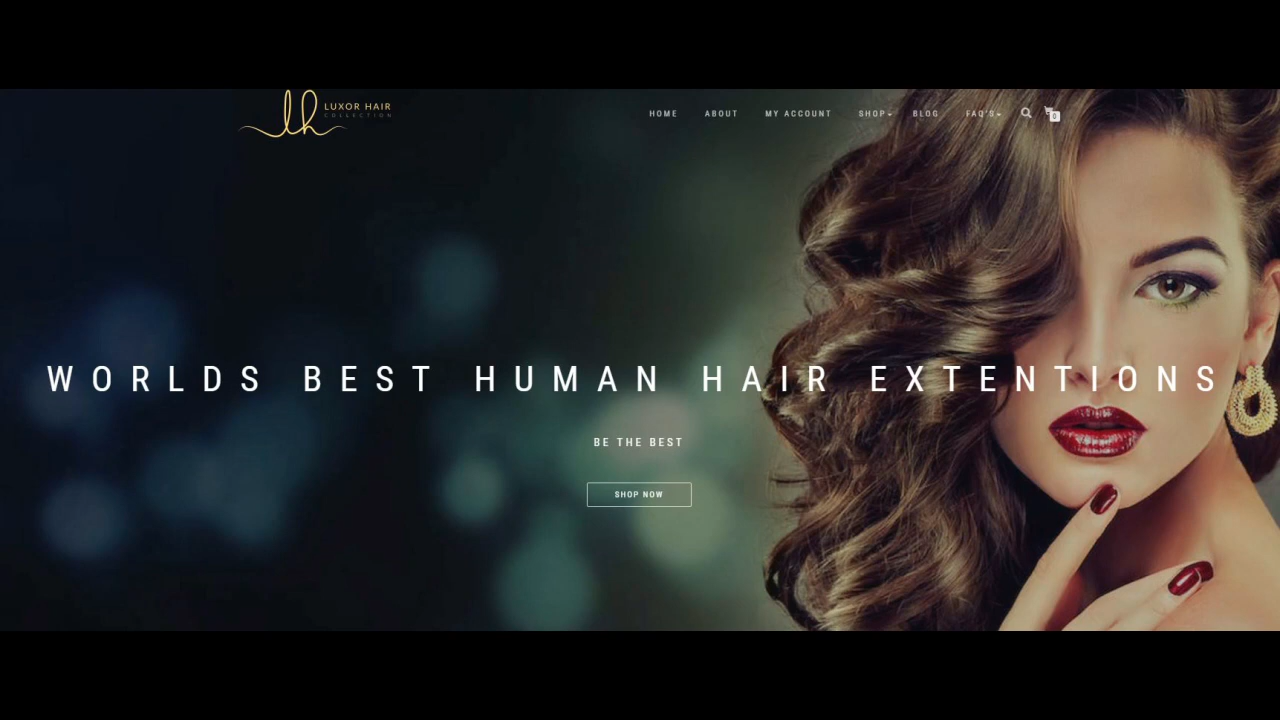 LUXOR HAIR
COLLECTION
HOME ABOUT MY ACCOUNT SHOP BLOG FAQ'S 0
WORLDS BEST HUMAN HAIR EXTENTIONS
BE THE BEST
SHOP NOW